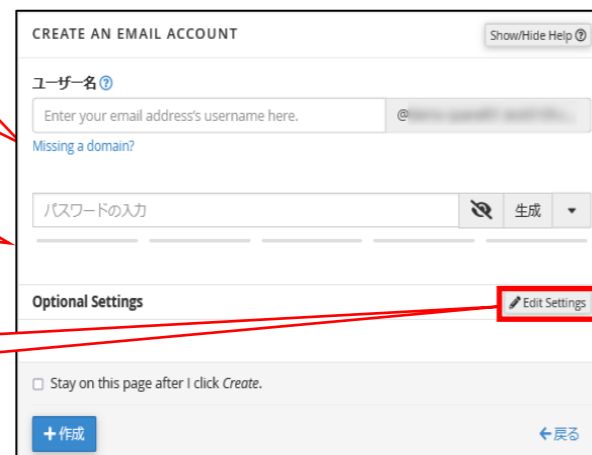 CREATE AN EMAIL ACCOUNT
Show/Hide Help
ユーザー名
Enter your email address's username here.
@
Missing a domain?
パスワードの入力
生成
Optional Settings
Edit Settings
Stay on this page after I click Create.
+作成
←戻る